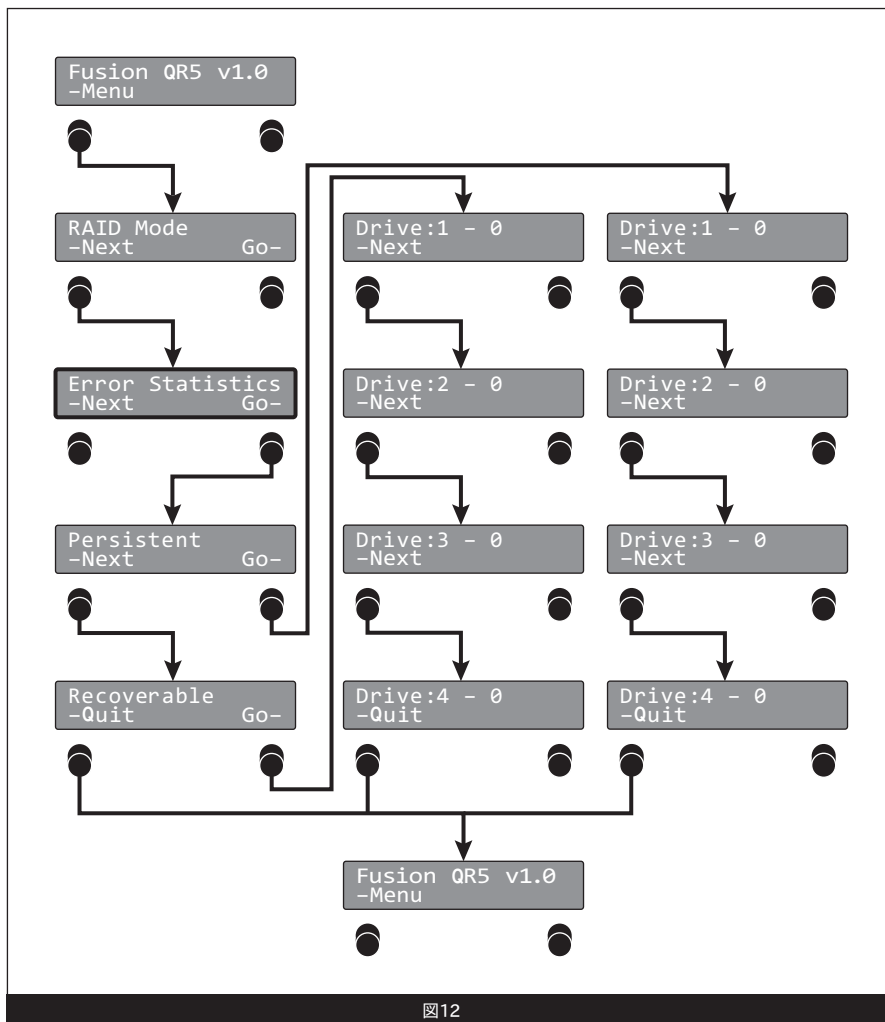 Fusion QR5 v1.0
–Menu
RAID Mode
–Next Go–
Error Statistics
–Next Go–
Persistent
–Next Go–
Recoverable
–Quit Go–
Drive:1 – 0
–Next
Drive:2 – 0
–Next
Drive:3 – 0
–Next
Drive:4 – 0
–Quit
Drive:1 – 0
–Next
Drive:2 – 0
–Next
Drive:3 – 0
–Next
Drive:4 – 0
–Quit
Fusion QR5 v1.0
–Menu
図12